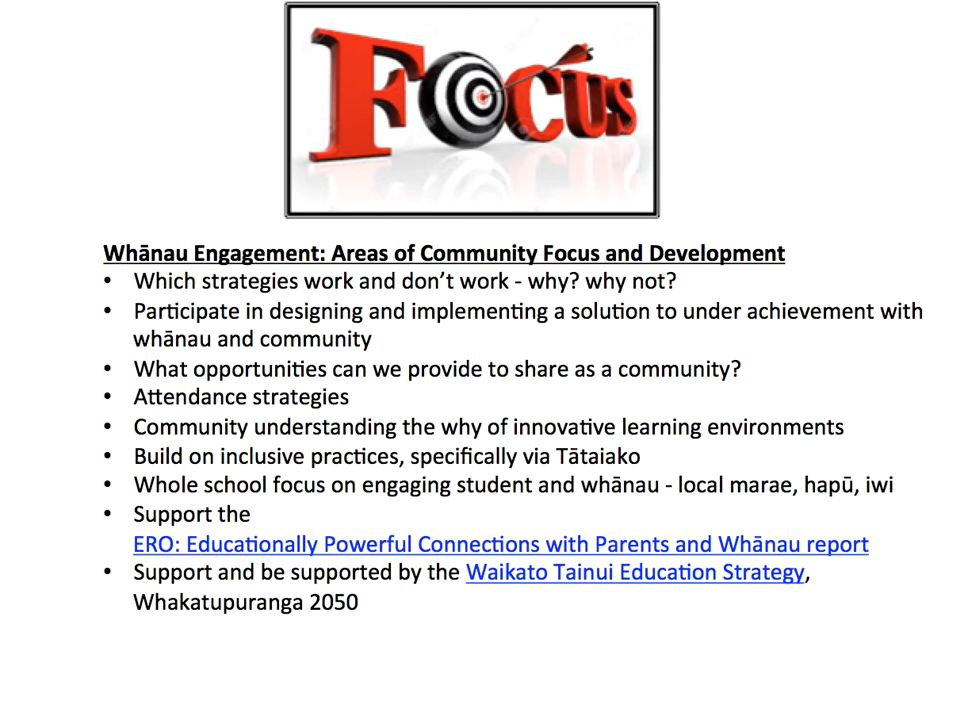 Focus
Whānau Engagement: Areas of Community Focus and Development
• Which strategies work and don’t work - why? why not?
• Participate in designing and implementing a solution to under achievement with
whānau and community
• What opportunities can we provide to share as a community?
• Attendance strategies
• Community understanding the why of innovative learning environments
• Build on inclusive practices, specifically via Tātaiako
• Whole school focus on engaging student and whānau - local marae, hapū, iwi
• Support the
ERO: Educationally Powerful Connections with Parents and Whānau report
• Support and be supported by the Waikato Tainui Education Strategy,
Whakatupuranga 2050